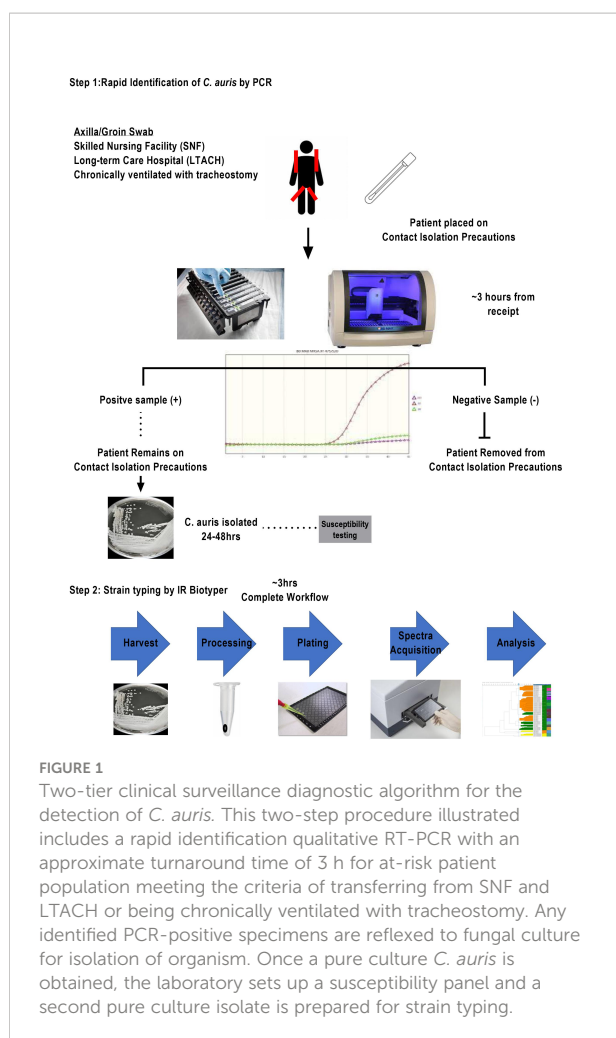 Step 1:Rapid Identification of C. auris by PCR
Axilla/Groin Swab
Skilled Nursing Facility (SNF)
Long-term Care Hospital (LTACH)
Chronically ventilated with tracheostomy
Patient placed on
Contact Isolation Precautions
~3 hours from
receipt
Positve sample (+)
Negative Sample (-)
Patient Remains on
Contact Isolation Precautions
Patient Removed from
Contact Isolation Precautions
C. auris isolated
24-48hrs
Susceptibility
testing
Step 2: Strain typing by IR Biotyper
~3hrs
Complete Workflow
Harvest
Processing
Plating
Spectra
Acquisition
Analysis
FIGURE 1
Two-tier clinical surveillance diagnostic algorithm for the
detection of C. auris. This two-step procedure illustrated
includes a rapid identification qualitative RT-PCR with an
approximate turnaround time of 3 h for at-risk patient
population meeting the criteria of transferring from SNF and
LTACH or being chronically ventilated with tracheostomy. Any
identified PCR-positive specimens are reflexed to fungal culture
for isolation of organism. Once a pure culture C. auris is
obtained, the laboratory sets up a susceptibility panel and a
second pure culture isolate is prepared for strain typing.